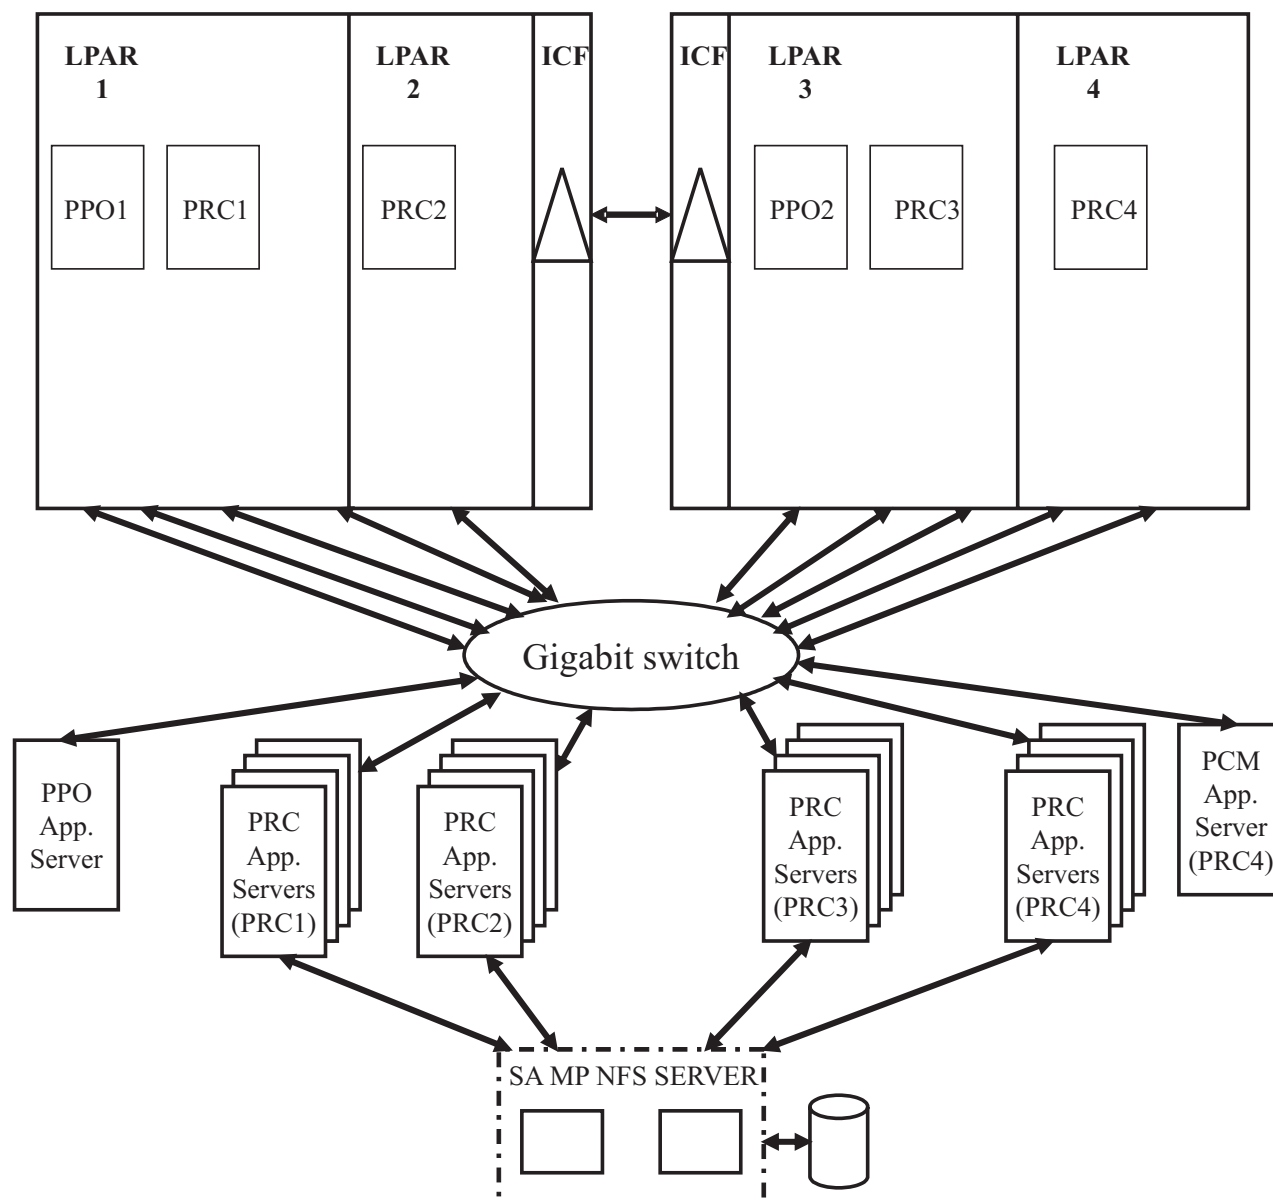 LPAR
1
LPAR
2
ICF
ICF
LPAR
3
LPAR
4
PPO1
PRC1
PRC2
PPO2
PRC3
PRC4
Gigabit switch
PPO
App.
Server
PRC
App.
Servers
(PRC1)
PRC
App.
Servers
(PRC2)
PRC
App.
Servers
(PRC3)
PRC
App.
Servers
(PRC4)
PCM
App.
Server
(PRC4)
SA MP NFS SERVER